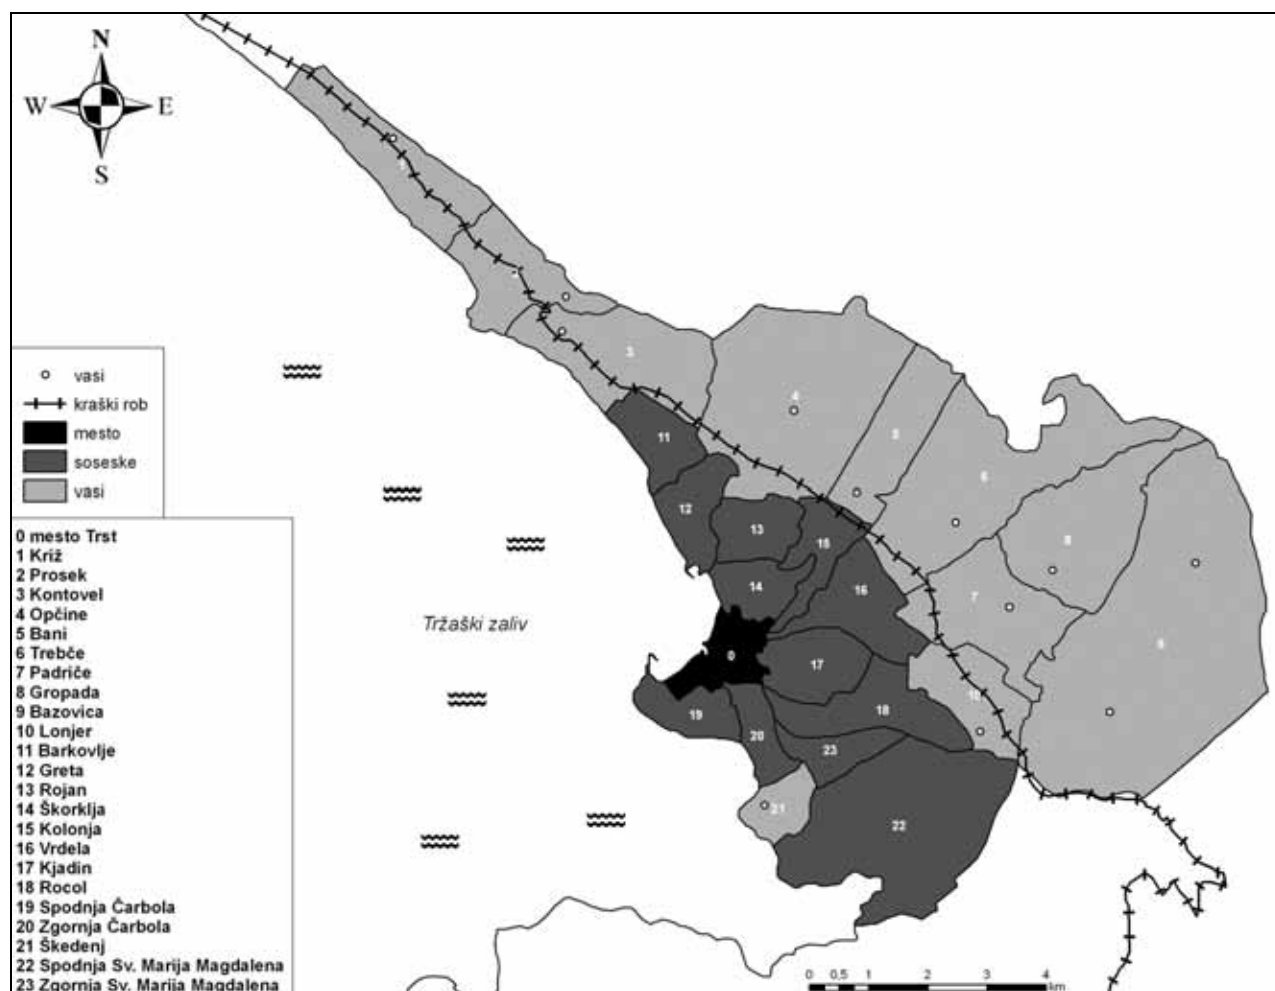 N
W E
S
vasi
kraški rob
mesto
soseske
vasi
0 mesto Trst
1 Križ
2 Prosek
3 Kontovel
4 Opčine
5 Bani
6 Trebče
7 Padriče
8 Gropada
9 Bazovica
10 Lonjer
11 Barkovlje
12 Greta
13 Rojan
14 Škorklja
15 Kolonja
16 Vrdela
17 Kjadin
18 Rocol
19 Spodnja Čarbola
20 Zgornja Čarbola
21 Škedenj
22 Spodnja Sv. Marija Magdalena
23 Zgornja Sv. Marija Magdalena
Tržaški zaliv
3
4
5
6
7
8
9
10
11
12
13
14
15
16
17
18
0
19
20
23
21
22
0 0,5 1 2 3 4
km